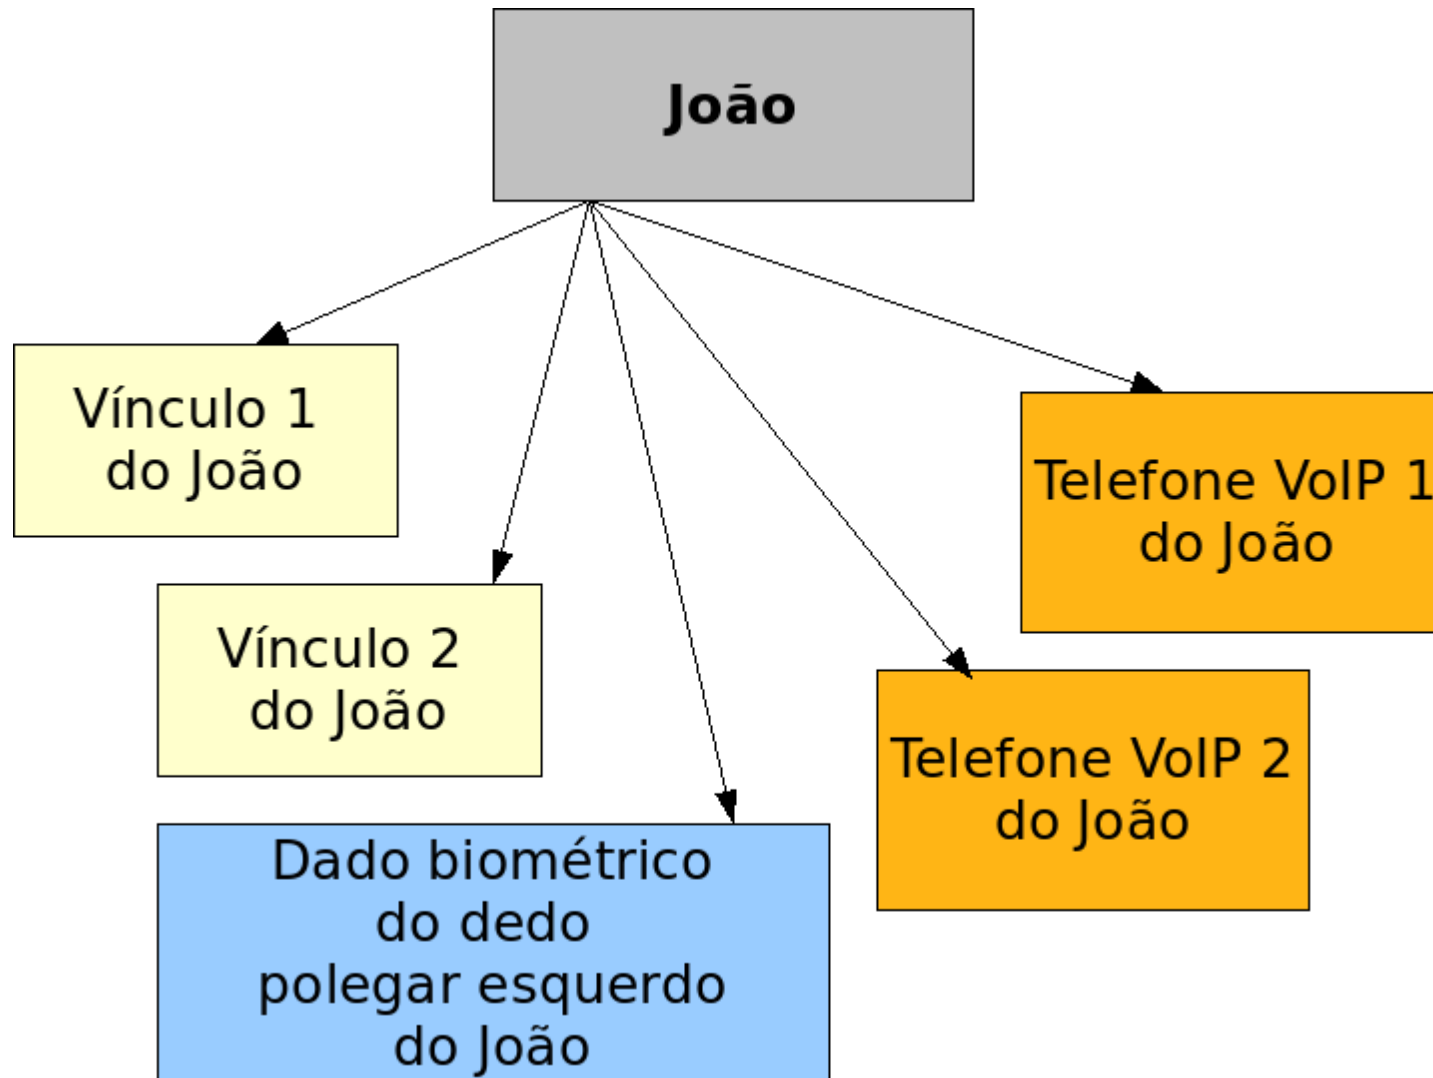 João
Vínculo 1
do João
Telefone VoIP 1
do João
Vínculo 2
do João
Telefone VoIP 2
do João
Dado biométrico
do dedo
polegar esquerdo
do João